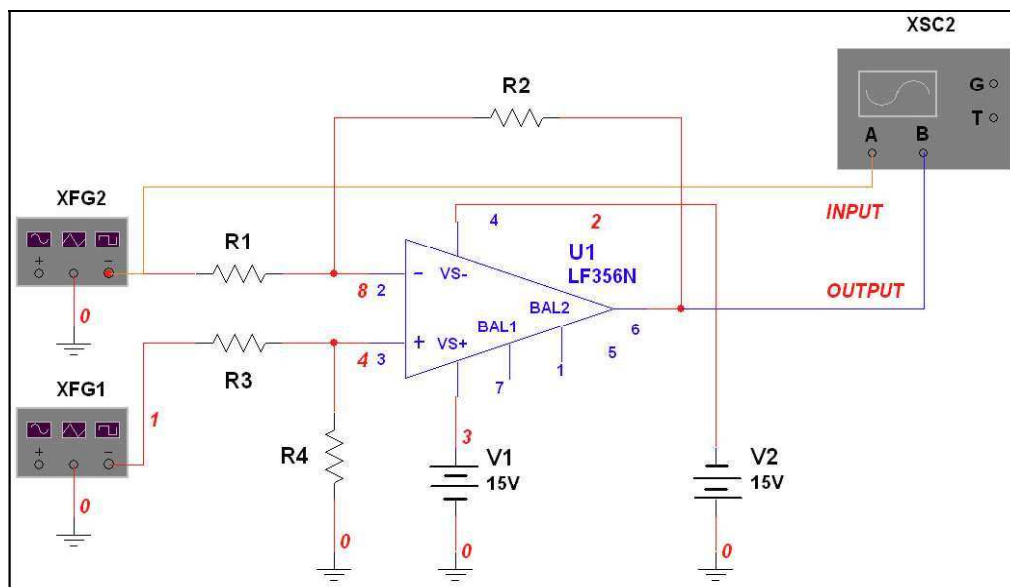 XSC2
G
T
A B
R2
XFG2
+ −
0
R1
8 2
−
VS-
4
2
U1
LF356N
BAL2
BAL1
6
5
1
7
INPUT
OUTPUT
+
VS+
4 3
R3
XFG1
+ −
1
0
R4
0
3
V1
15V
0
V2
15V
0